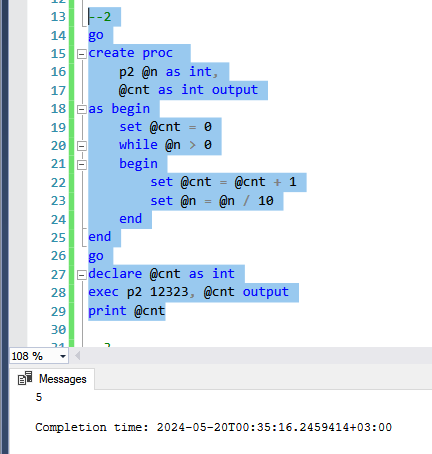 13 --2
14 go
15 create proc
16 p2 @n as int,
17 @cnt as int output
18 as begin
19 set @cnt = 0
20 while @n > 0
21 begin
22 set @cnt = @cnt + 1
23 set @n = @n / 10
24 end
25 end
26 go
27 declare @cnt as int
28 exec p2 12323, @cnt output
29 print @cnt
30
108 %
Messages
5
Completion time: 2024-05-20T00:35:16.2459414+03:00